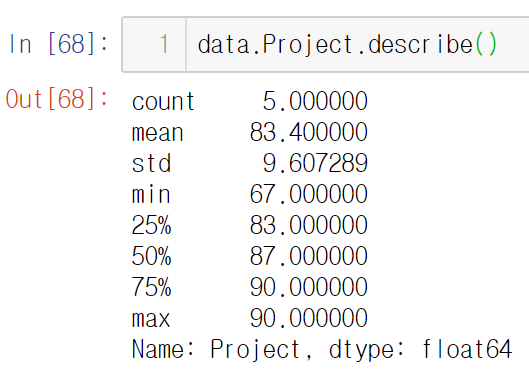 In [68]: 1 data.Project.describe()
Out[68]: count 5.000000
mean 83.400000
std 9.607289
min 67.000000
25% 83.000000
50% 87.000000
75% 90.000000
max 90.000000
Name: Project, dtype: float64